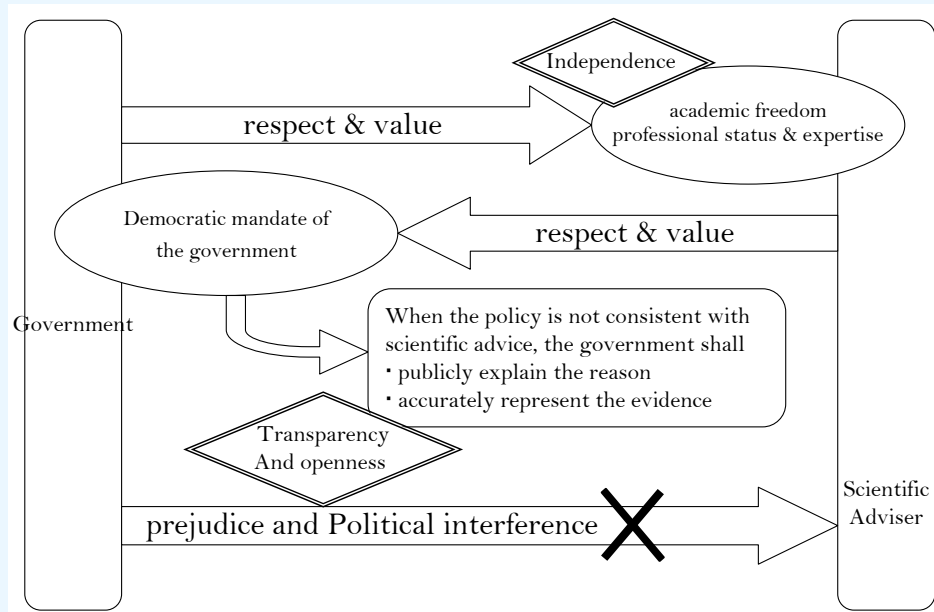 Independence
academic freedom
professional status & expertise
respect & value
Democratic mandate of
the government
respect & value
Government
When the policy is not consistent with
scientific advice, the government shall
・publicly explain the reason
・accurately represent the evidence
Transparency
And openness
prejudice and Political interference
Scientific
Adviser